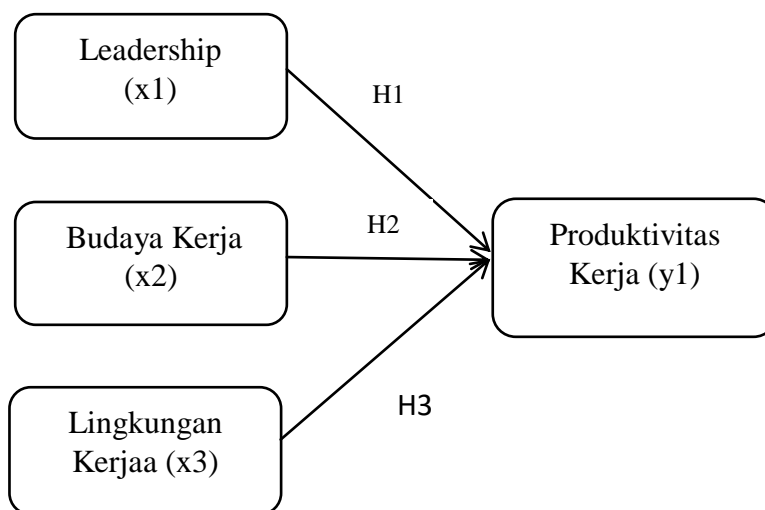 Leadership
(x1)
H1
Budaya Kerja
(x2)
H2
Produktivitas
Kerja (y1)
Lingkungan
Kerjaa (x3)
H3